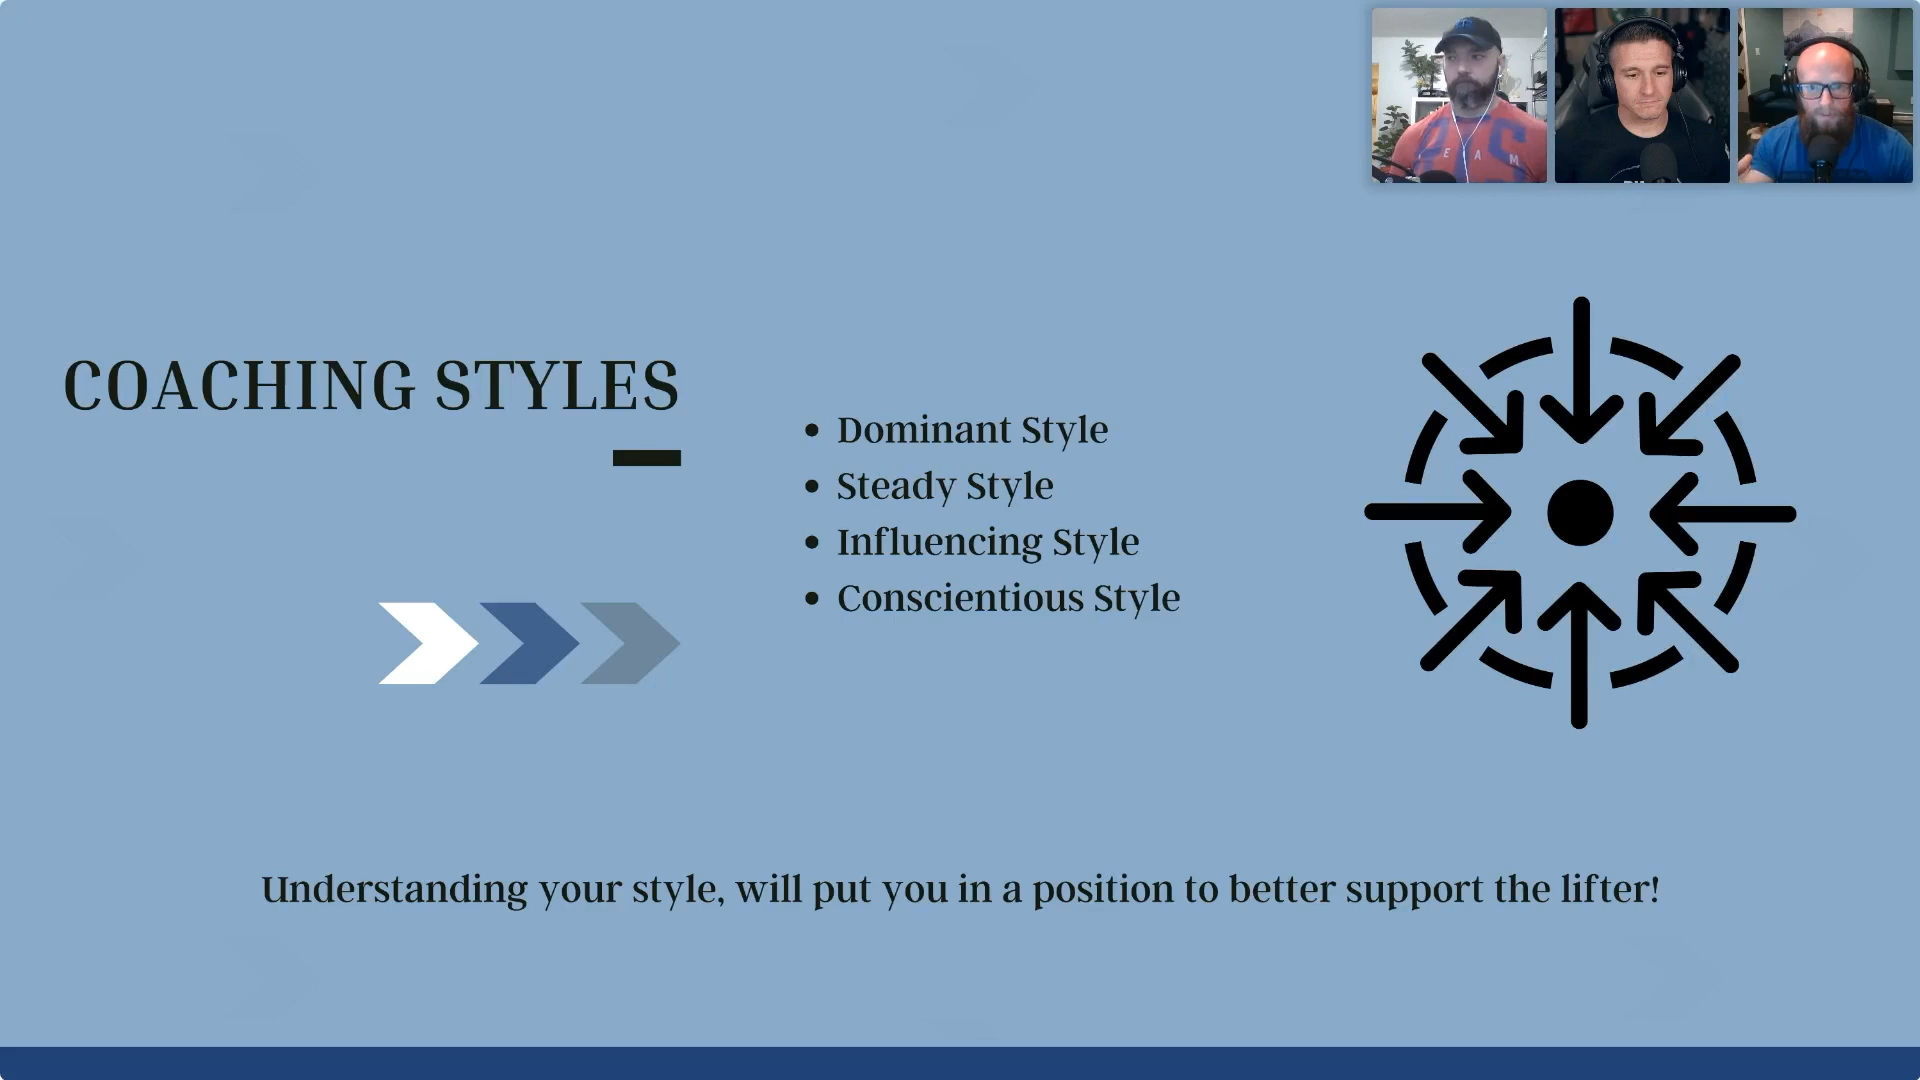 COACHING STYLES
• Dominant Style
• Steady Style
• Influencing Style
• Conscientious Style
Understanding your style, will put you in a position to better support the lifter!
E A M